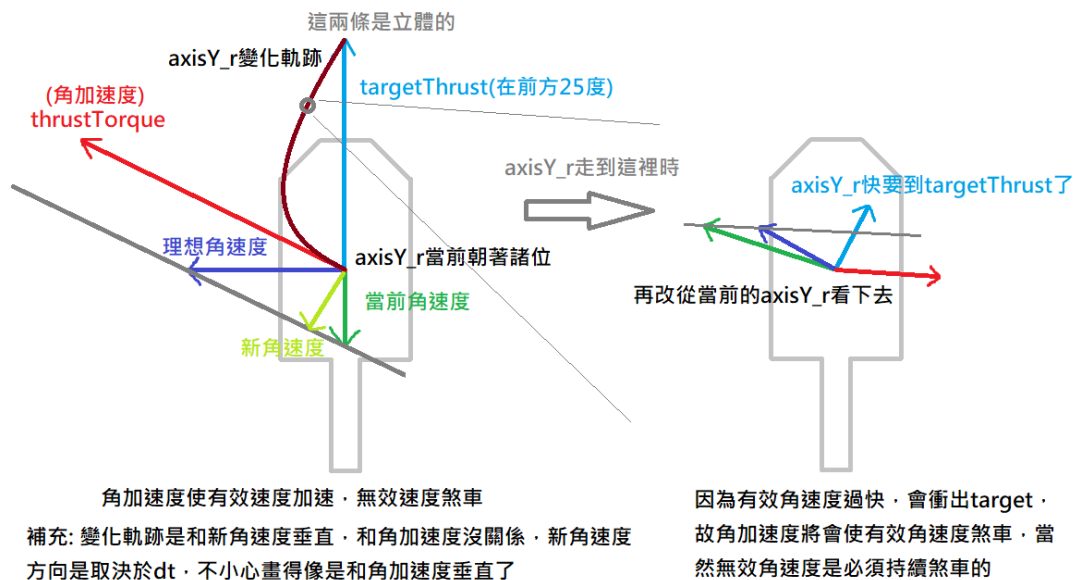 這兩條是立體的
axisY_r變化軌跡
targetThrust(在前方25度)
(角加速度)
thrustTorque
axisY_r走到這裡時
axisY_r快要到targetThrust了
理想角速度
axisY_r當前朝著諸位
當前角速度
新角速度
再改從當前的axisY_r看下去
角加速度使有效速度加速，無效速度煞車
補充: 變化軌跡是和新角速度垂直，和角加速度沒關係，新角速度
方向是取決於dt，不小心畫得像是和角加速度垂直了
因為有效角速度過快，會衝出target，
故角加速度將會使有效角速度煞車，當
然無效角速度是必須持續煞車的